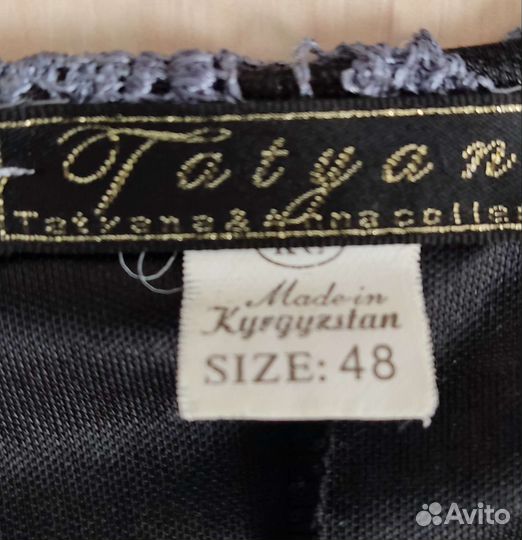 Tatyan
Tatyana & Anna collec
Made in
Kyrgyzstan
SIZE: 48
Avito